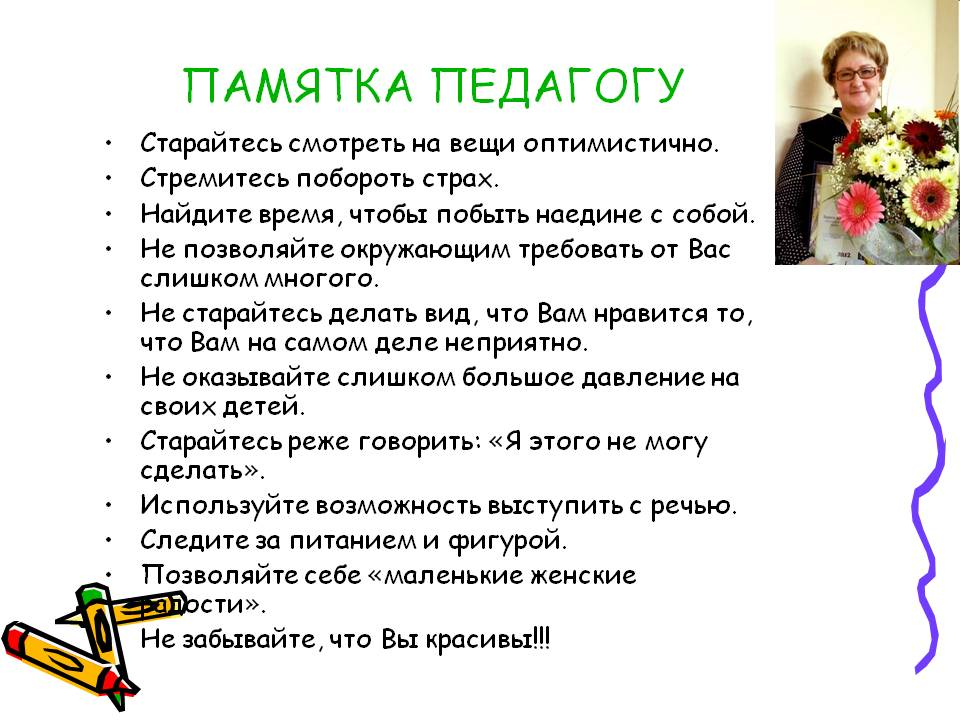 ПАМЯТКА ПЕДАГОГУ
• Старайтесь смотреть на вещи оптимистично.
• Стремитесь побороть страх.
• Найдите время, чтобы побыть наедине с собой.
• Не позволяйте окружающим требовать от Вас
слишком многого.
• Не старайтесь делать вид, что Вам нравится то,
что Вам на самом деле неприятно.
• Не оказывайте слишком большое давление на
своих детей.
• Старайтесь реже говорить: «Я этого не могу
сделать».
• Используйте возможность выступить с речью.
• Следите за питанием и фигурой.
• Позволяйте себе «маленькие женские
радости».
Не забывайте, что Вы красивы!!!
2012